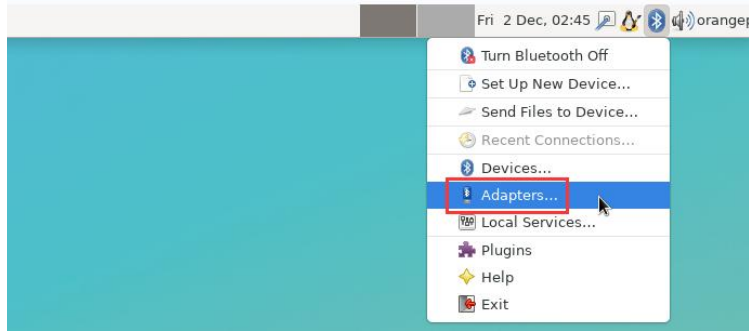 Fri 2 Dec, 02:45 orangep
Turn Bluetooth Off
Set Up New Device...
Send Files to Device...
Recent Connections...
Devices...
Adapters...
Local Services...
Plugins
Help
Exit